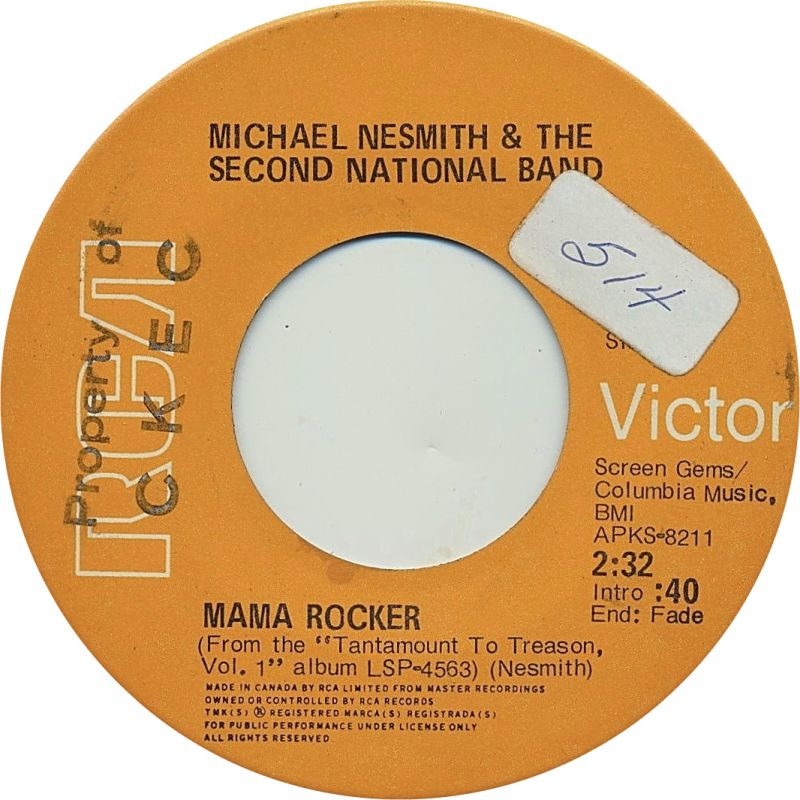 MICHAEL NESMITH & THE
SECOND NATIONAL BAND
514
Property of
CKEC
RCA
Victor
Screen Gems/
Columbia Music,
BMI
APKS-8211
2:32
Intro :40
End: Fade
MAMA ROCKER
(From the "Tantamount To Treason,
Vol. 1" album LSP-4563) (Nesmith)
MADE IN CANADA BY RCA LIMITED FROM MASTER RECORDINGS
OWNED OR CONTROLLED BY RCA RECORDS
TMK(S) ® REGISTERED·MARCA(S) REGISTRADA(S)
FOR PUBLIC PERFORMANCE UNDER LICENSE ONLY
ALL RIGHTS RESERVED